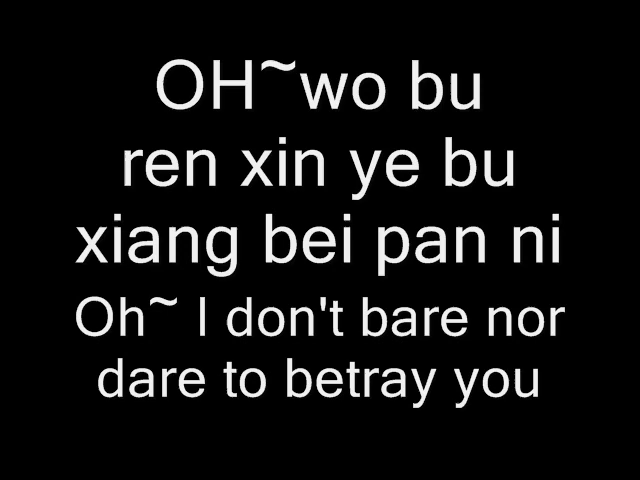 OH~wo bu
ren xin ye bu
xiang bei pan ni
Oh~ I don't bare nor
dare to betray you